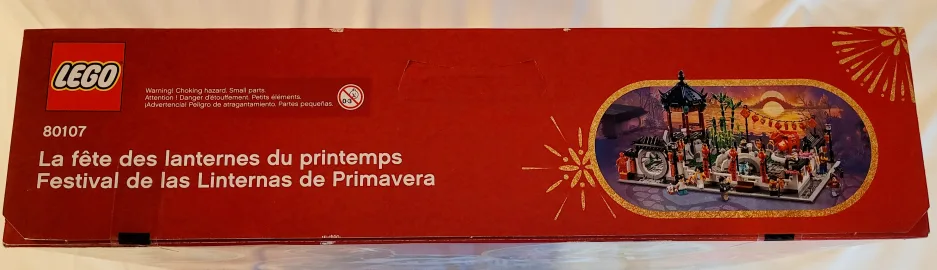 LEGO
Warning! Choking hazard. Small parts.
Attention ! Danger d'étouffement. Petits éléments.
¡Advertencia! Peligro de atragantamiento. Partes pequeñas.
0-3
80107
La fête des lanternes du printemps
Festival de las Linternas de Primavera